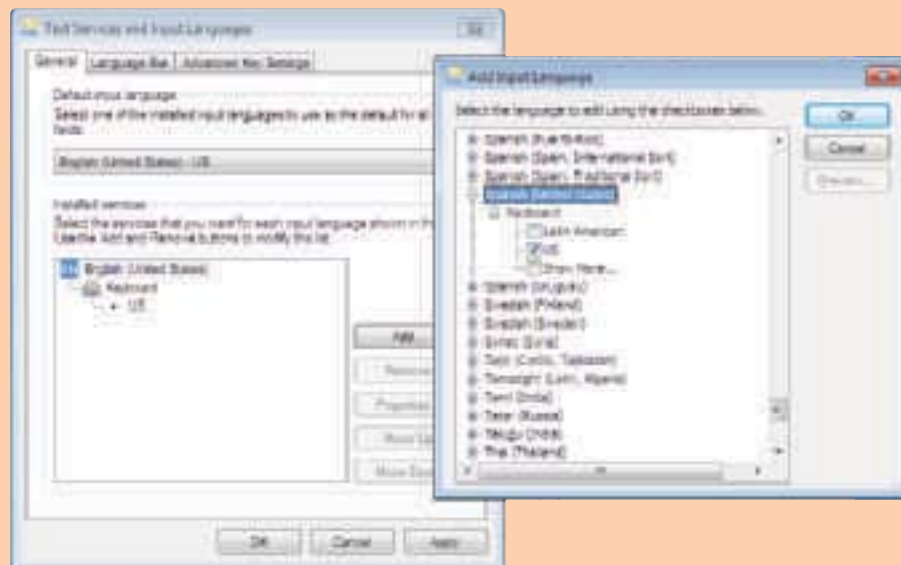 Text Services and Input Languages
General
Language Bar
Advanced Key Settings
Default input language
Select one of the installed input languages to use as the default for all
fields.
English (United States) - US
Installed services
Select the services that you want for each input language shown in the
Use the Add and Remove buttons to modify this list.
EN English (United States)
Keyboard
US
Add
Remove
Properties
Move Up
Move Down
OK
Cancel
Apply
Add Input Language
Select the language to add using the checkboxes below.
Spanish (Puerto Rico)
Spanish (Spain, International Sort)
Spanish (Spain, Traditional Sort)
Spanish (United States)
Keyboard
Latin American
US
Show More...
Spanish (Uruguay)
Swedish (Finland)
Swedish (Sweden)
Syriac (Syria)
Tajik (Cyrillic, Tajikistan)
Tamazight (Latin, Algeria)
Tamil (India)
Tatar (Russia)
Telugu (India)
Thai (Thailand)
OK
Cancel
Preview...